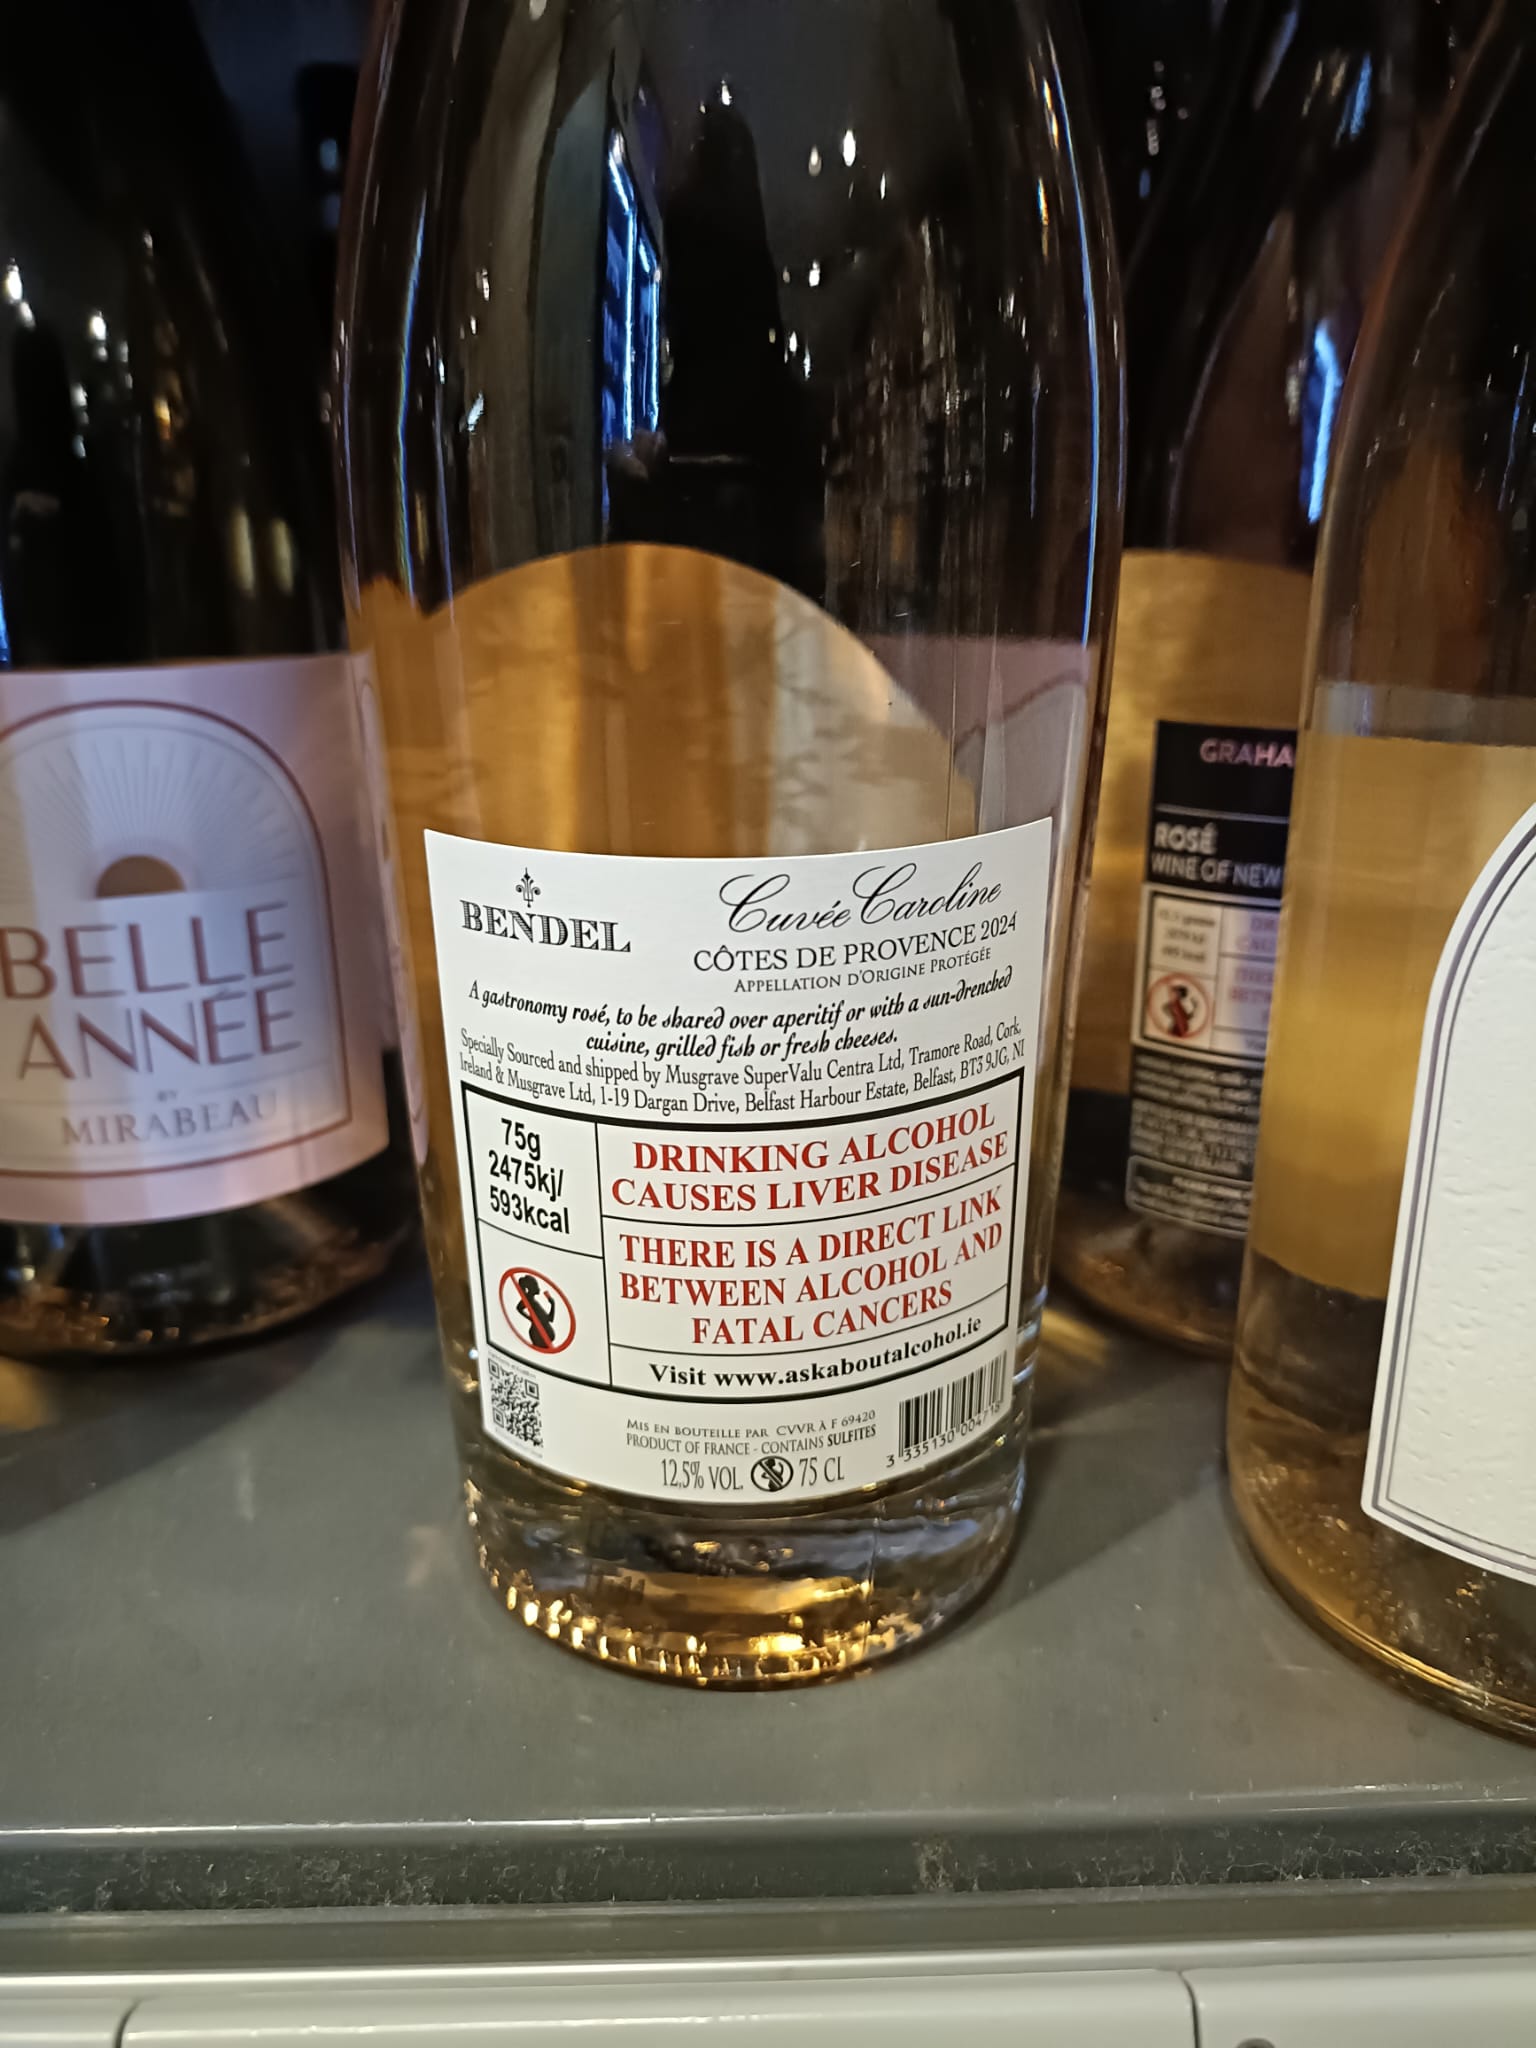 BELLE
ANNÉE
BY
MIRABEAU
BENDEL
Cuvée Caroline
CÔTES DE PROVENCE 2024
APPELLATION D'ORIGINE PROTÉGÉE
A gastronomy rosé, to be shared over aperitif or with a sun-drenched
cuisine, grilled fish or fresh cheeses.
Specially Sourced and shipped by Musgrave SuperValu Centra Ltd, Tramore Road, Cork,
Ireland & Musgrave Ltd, 1-19 Dargan Drive, Belfast Harbour Estate, Belfast, BT3 9JG, NI
75g
2475kj/
593kcal
DRINKING ALCOHOL
CAUSES LIVER DISEASE
THERE IS A DIRECT LINK
BETWEEN ALCOHOL AND
FATAL CANCERS
Visit www.askaboutalcohol.ie
MIS EN BOUTEILLE PAR CVVR À F 69420
PRODUCT OF FRANCE - CONTAINS SULFITES
12,5% VOL. 75 CL
3 335130 004718
GRAHA
ROSÉ
WINE OF NEW